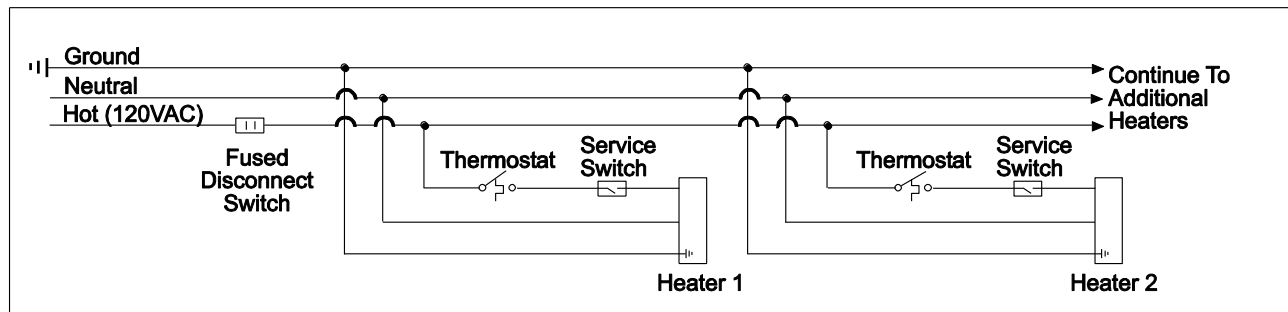 Ground
Neutral
Hot (120VAC)
Continue To
Additional
Heaters
Fused
Disconnect
Switch
Thermostat
Service
Switch
Thermostat
Service
Switch
Heater 1
Heater 2